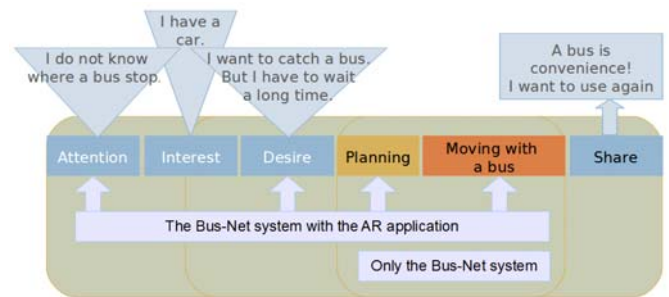 I have a
car.
I do not know
where a bus stop.
I want to catch a bus.
But I have to wait
a long time.
A bus is
convenience!
I want to use again
Attention
Interest
Desire
Planning
Moving with
a bus
Share
The Bus-Net system with the AR application
Only the Bus-Net system